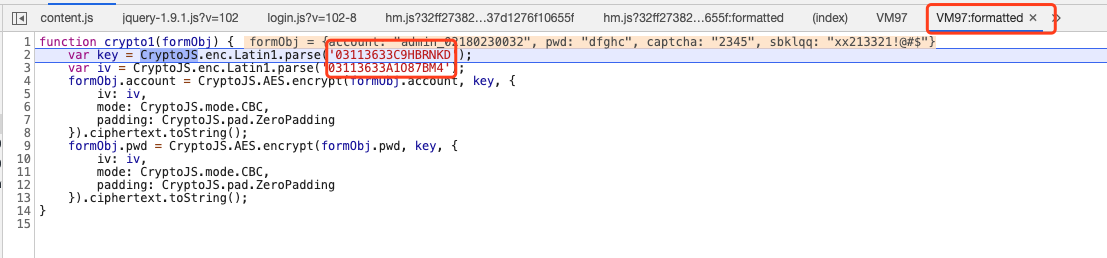 content.js jquery-1.9.1.js?v=102 login.js?v=102-8 hm.js?32ff27382...37d1276f10655f hm.js?32ff27382...655f:formatted (index) VM97 VM97:formatted × »
1 function crypto1(formObj) { formObj = {account: "admin_02180230032", pwd: "dfghc", captcha: "2345", sbklqq: "xx213321!@#$"}
2 var key = CryptoJS.enc.Latin1.parse('03113633C9HBRNKD');
3 var iv = CryptoJS.enc.Latin1.parse('03113633A1O87BM4');
4 formObj.account = CryptoJS.AES.encrypt(formObj.account, key, {
5 iv: iv,
6 mode: CryptoJS.mode.CBC,
7 padding: CryptoJS.pad.ZeroPadding
8 }).ciphertext.toString();
9 formObj.pwd = CryptoJS.AES.encrypt(formObj.pwd, key, {
10 iv: iv,
11 mode: CryptoJS.mode.CBC,
12 padding: CryptoJS.pad.ZeroPadding
13 }).ciphertext.toString();
14 }
15